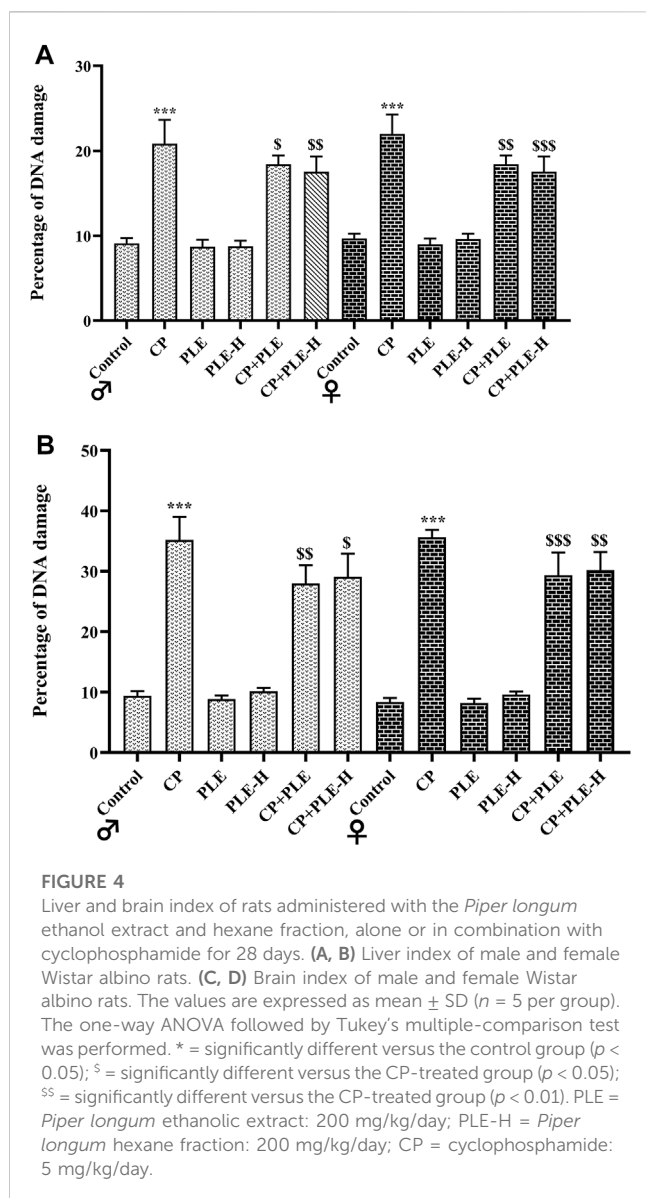 A
Percentage of DNA damage
30
20
10
0
***
$
$$
***
$$
$$$
Control
CP
PLE
PLE-H
CP+PLE
CP+PLE-H
Control
CP
PLE
PLE-H
CP+PLE
CP+PLE-H
♂
♀
B
Percentage of DNA damage
50
40
30
20
10
0
***
$$
$
***
$$$
$$
Control
CP
PLE
PLE-H
CP+PLE
CP+PLE-H
Control
CP
PLE
PLE-H
CP+PLE
CP+PLE-H
♂
♀
FIGURE 4
Liver and brain index of rats administered with the Piper longum
ethanol extract and hexane fraction, alone or in combination with
cyclophosphamide for 28 days. (A, B) Liver index of male and female
Wistar albino rats. (C, D) Brain index of male and female Wistar
albino rats. The values are expressed as mean ± SD (n = 5 per group).
The one-way ANOVA followed by Tukey's multiple-comparison test
was performed. * = significantly different versus the control group (p <
0.05); $ = significantly different versus the CP-treated group (p < 0.05);
$$ = significantly different versus the CP-treated group (p < 0.01). PLE =
Piper longum ethanolic extract: 200 mg/kg/day; PLE-H = Piper
longum hexane fraction: 200 mg/kg/day; CP = cyclophosphamide:
5 mg/kg/day.